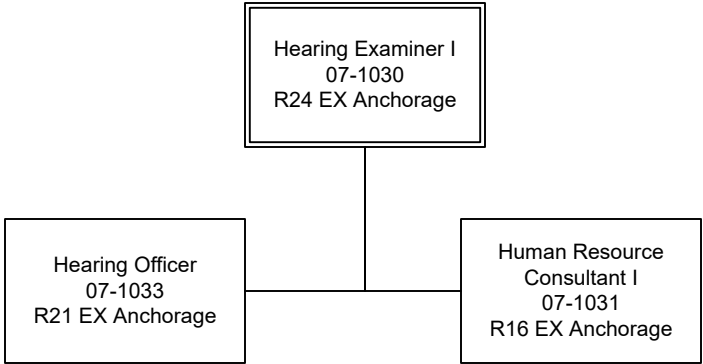 Hearing Examiner I
07-1030
R24 EX Anchorage
Hearing Officer
07-1033
R21 EX Anchorage
Human Resource
Consultant I
07-1031
R16 EX Anchorage